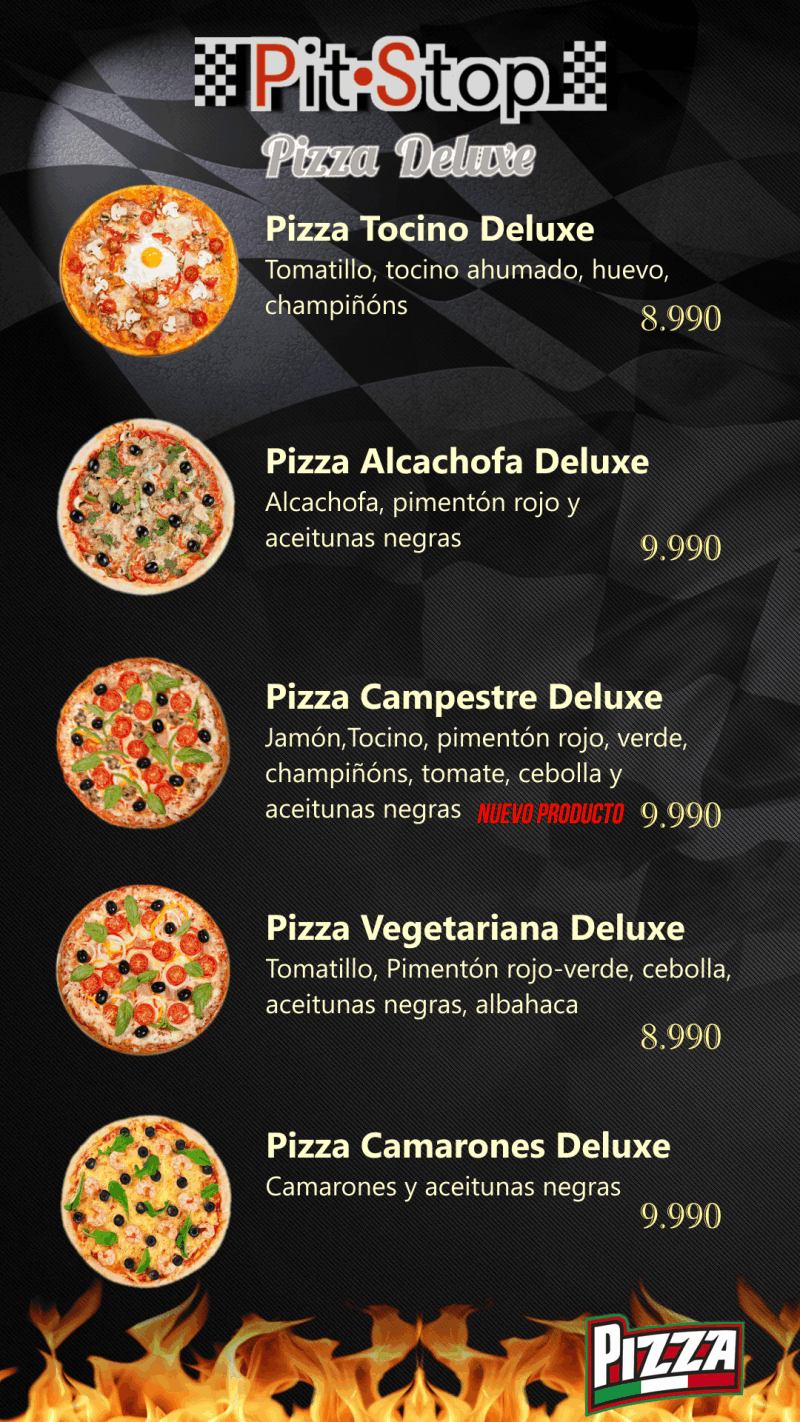 Pit•Stop
Pizza Deluxe
Pizza Tocino Deluxe
Tomatillo, tocino ahumado, huevo,
champiñóns
8.990
Pizza Alcachofa Deluxe
Alcachofa, pimentón rojo y
aceitunas negras
9.990
Pizza Campestre Deluxe
Jamón,Tocino, pimentón rojo, verde,
champiñóns, tomate, cebolla y
aceitunas negras NUEVO PRODUCTO 9.990
Pizza Vegetariana Deluxe
Tomatillo, Pimentón rojo-verde, cebolla,
aceitunas negras, albahaca
8.990
Pizza Camarones Deluxe
Camarones y aceitunas negras
9.990
PIZZA